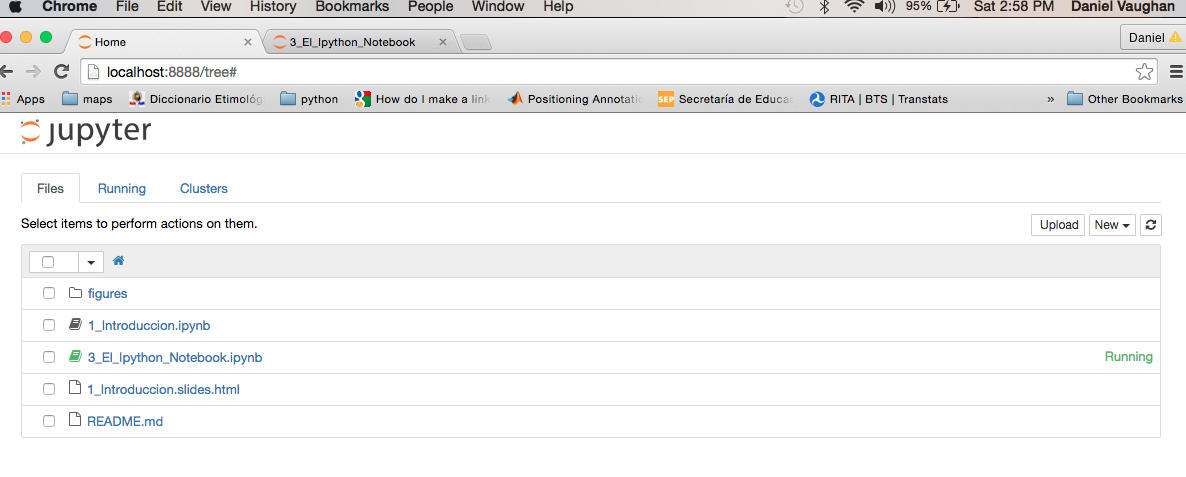 Chrome File Edit View History Bookmarks People Window Help 95% Sat 2:58 PM Daniel Vaughan
Home 3_El_Ipython_Notebook Daniel
localhost:8888/tree#
Apps maps Diccionario Etimológ python How do I make a link Positioning Annotatio SEP Secretaría de Educac RITA | BTS | Transtats » Other Bookmarks
jupyter
Files Running Clusters
Select items to perform actions on them. Upload New
figures
1_Introduccion.ipynb
3_El_Ipython_Notebook.ipynb Running
1_Introduccion.slides.html
README.md